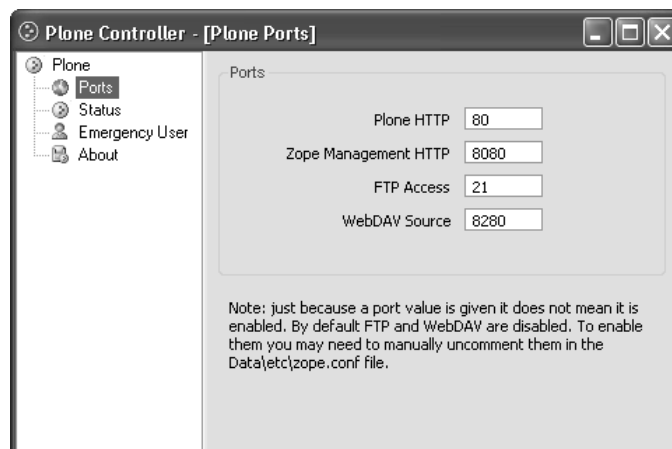 Plone Controller - [Plone Ports]
Plone
Ports
Status
Emergency User
About
Ports
Plone HTTP 80
Zope Management HTTP 8080
FTP Access 21
WebDAV Source 8280
Note: just because a port value is given it does not mean it is
enabled. By default FTP and WebDAV are disabled. To enable
them you may need to manually uncomment them in the
Data\etc\zope.conf file.